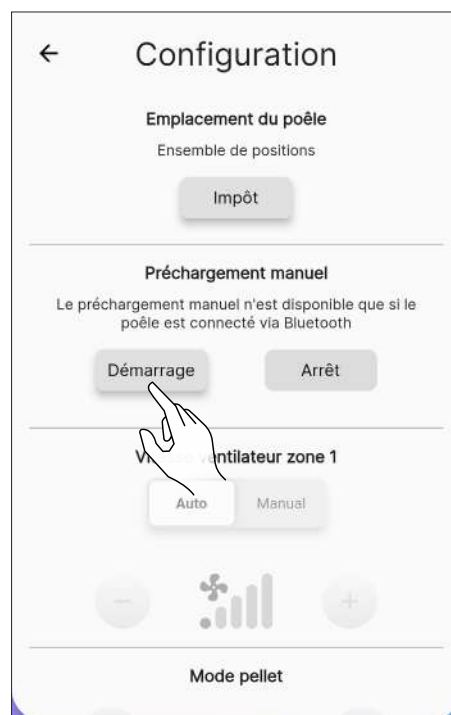 Configuration
Emplacement du poêle
Ensemble de positions
Impôt
Préchargement manuel
Le préchargement manuel n'est disponible que si le
poêle est connecté via Bluetooth
Démarrage Arrêt
ventilateur zone 1
Auto Manual
Mode pellet